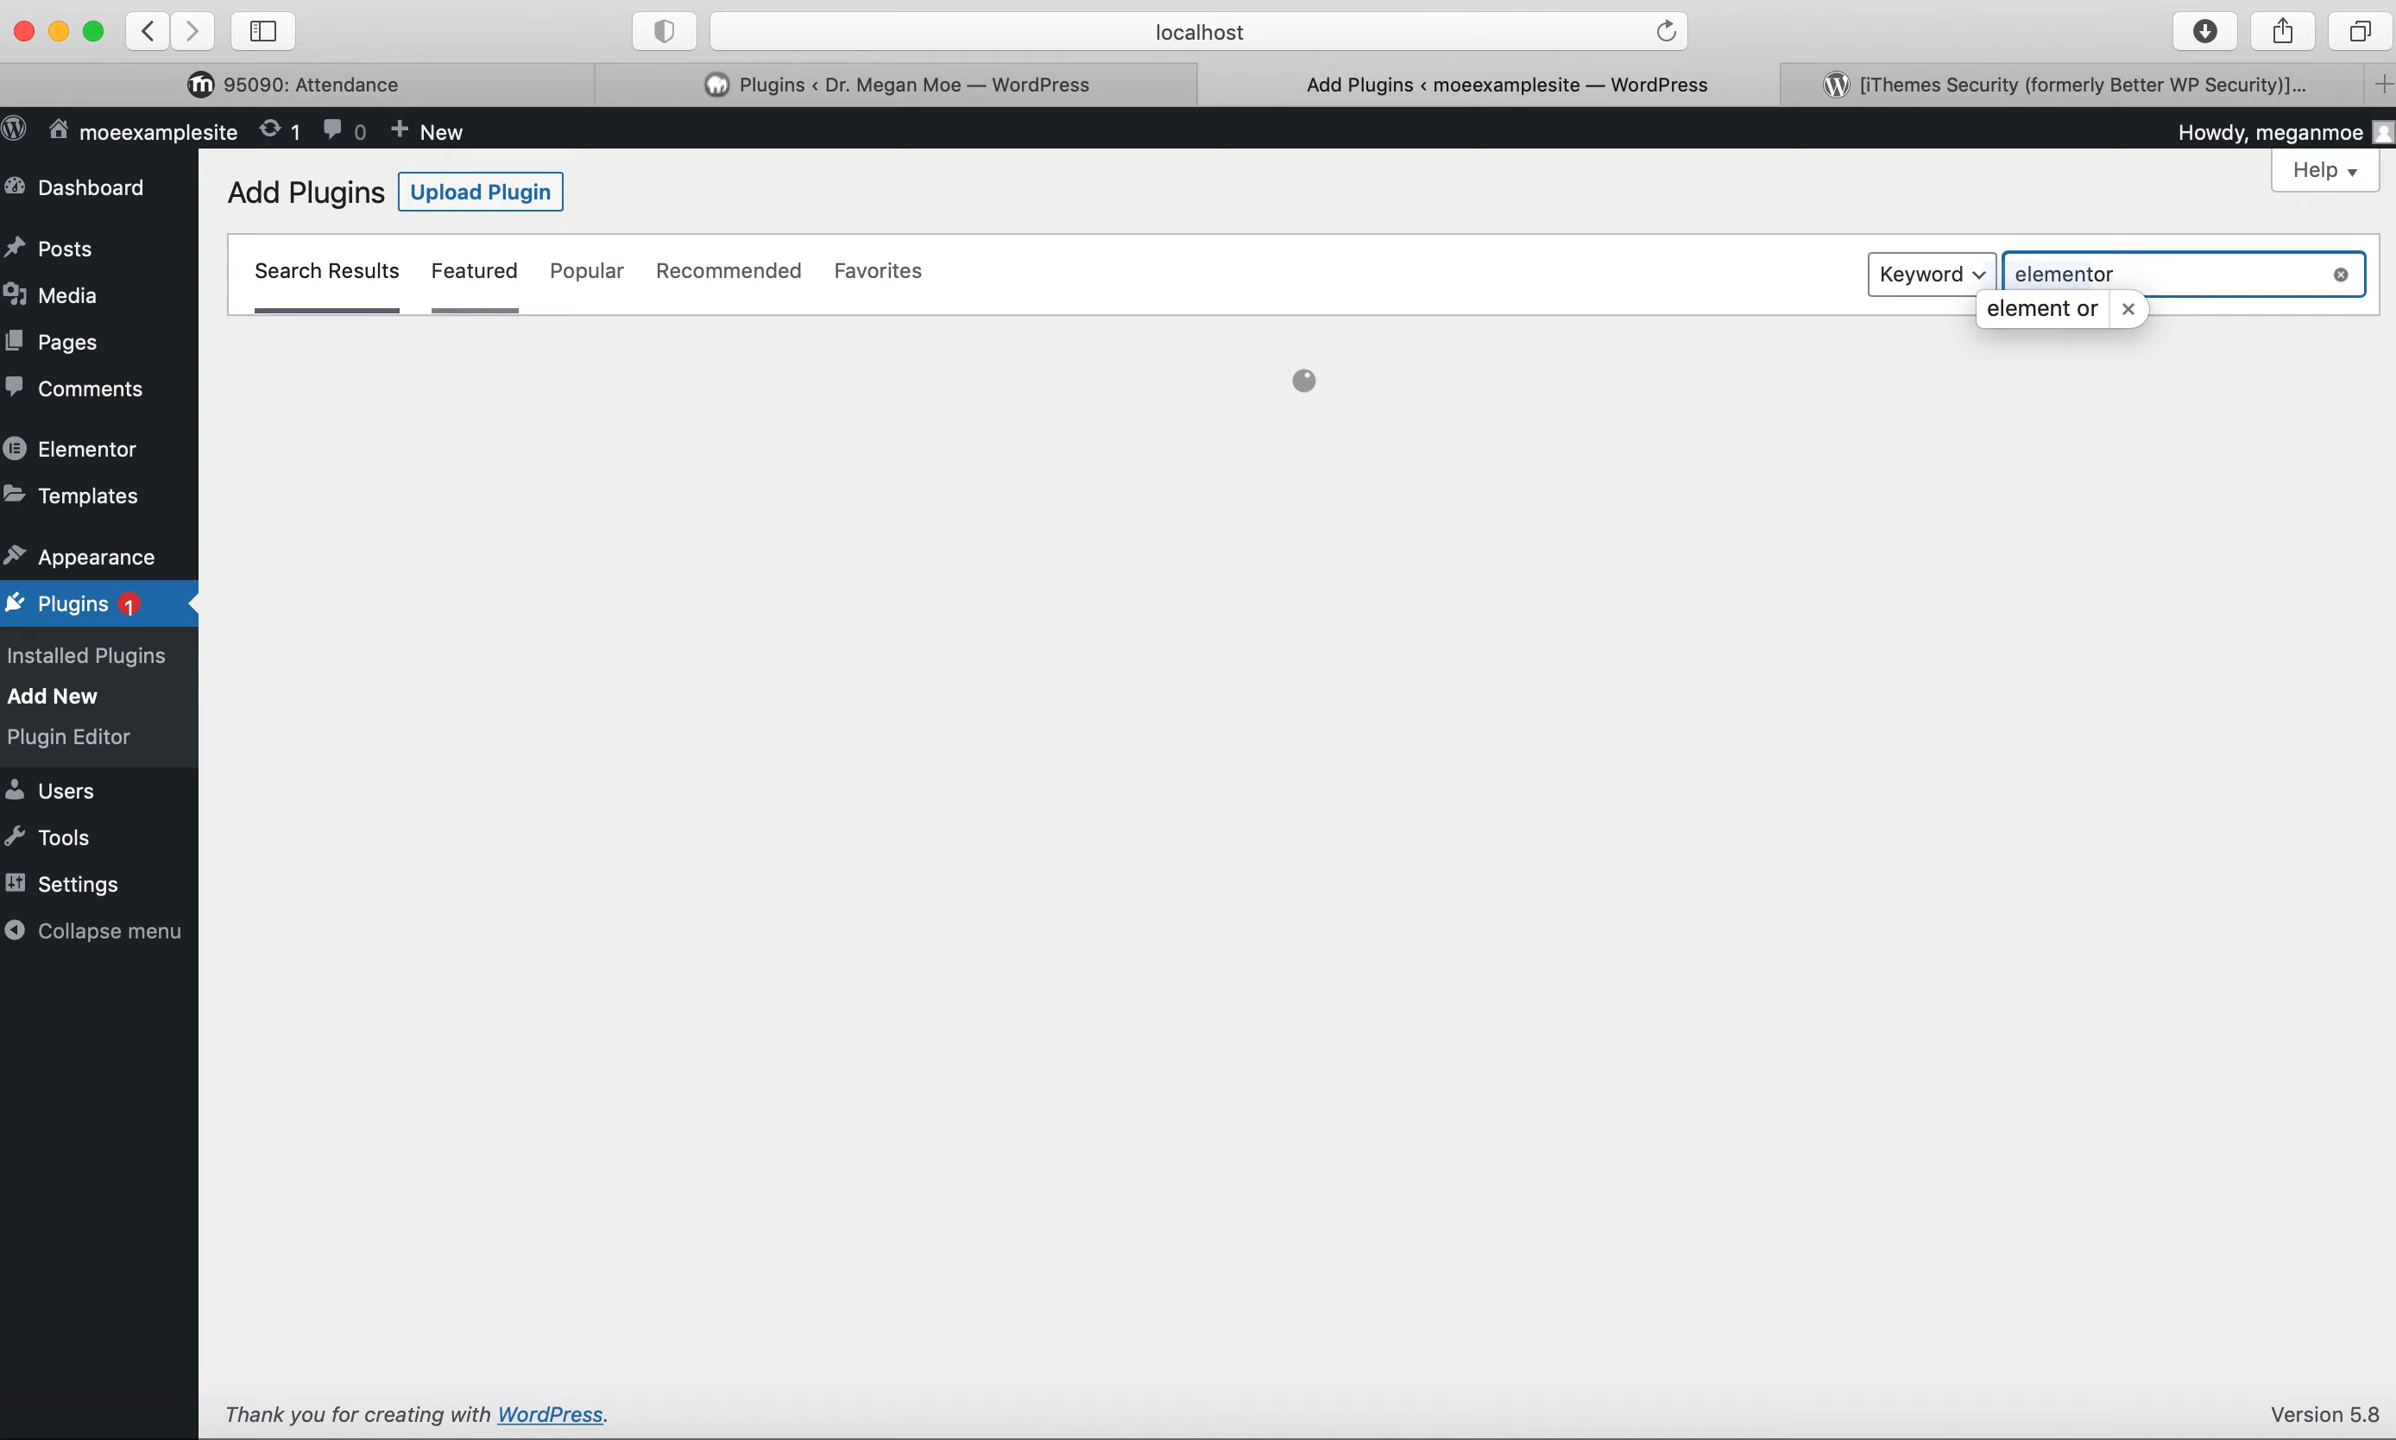 localhost
95090: Attendance
Plugins ‹ Dr. Megan Moe — WordPress
Add Plugins ‹ moeexamplesite — WordPress
[iThemes Security (formerly Better WP Security)]...
moeexamplesite
1
0
New
Howdy, meganmoe
Help
Dashboard
Posts
Media
Pages
Comments
Elementor
Templates
Appearance
Plugins 1
Installed Plugins
Add New
Plugin Editor
Users
Tools
Settings
Collapse menu
Add Plugins
Upload Plugin
Search Results
Featured
Popular
Recommended
Favorites
Keyword
elementor
element or
Thank you for creating with WordPress.
Version 5.8